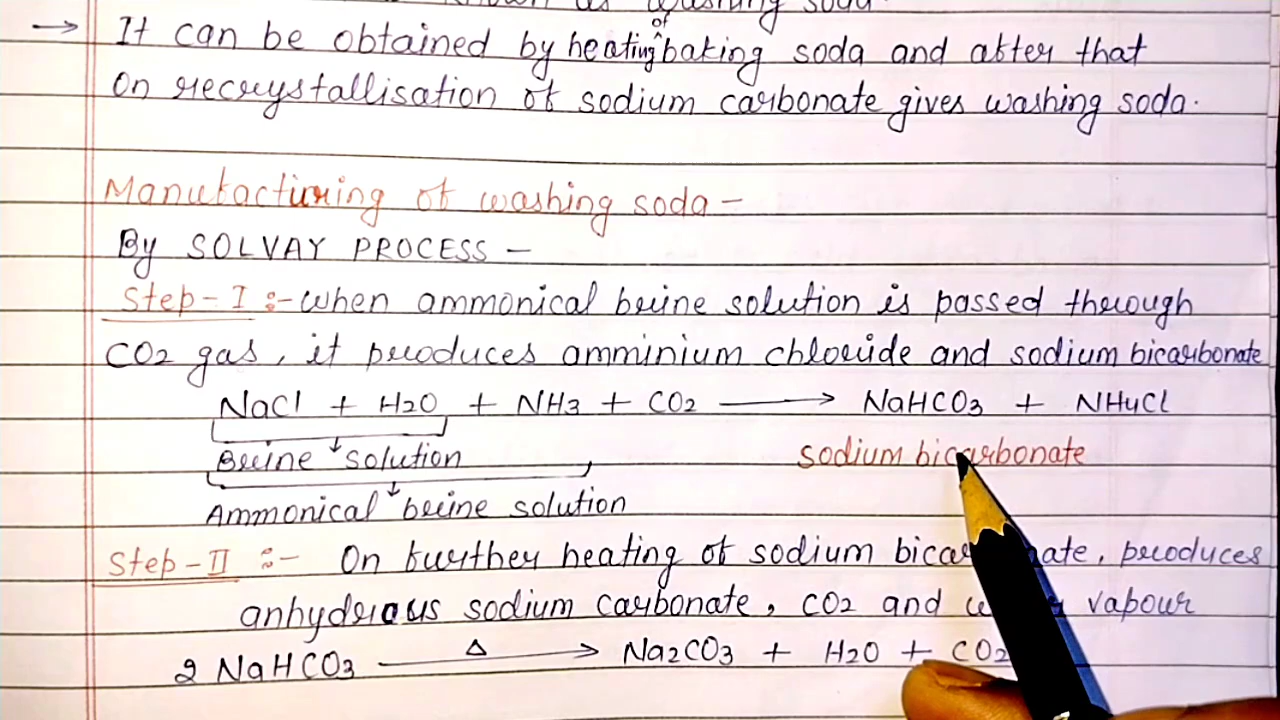 → It can be obtained by heating of baking soda and after that
on recrystallisation of sodium carbonate gives washing soda.
Manufacturing of washing soda –
By SOLVAY PROCESS –
Step-I :- when ammonical brine solution is passed through
CO2 gas, it produces amminium chloride and sodium bicarbonate
NaCl + H2O + NH3 + CO2 → NaHCO3 + NH4Cl
Brine solution sodium bicarbonate
Ammonical brine solution
Step-II :- On further heating of sodium bicarbonate, produces
anhydrous sodium carbonate, CO2 and vapour
2 NaHCO3 Δ → Na2CO3 + H2O + CO2